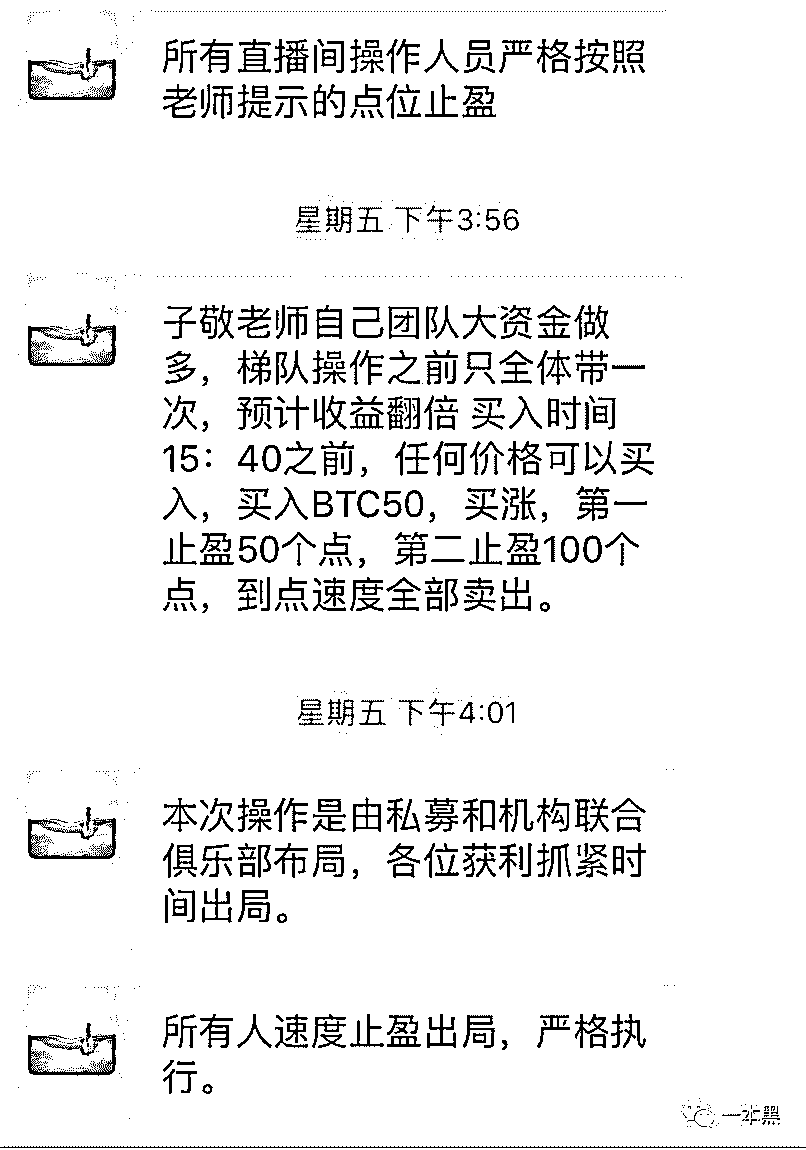 所有直播间操作人员严格按照
老师提示的点位止盈
星期五 下午3:56
子敬老师自己团队大资金做
多，梯队操作之前只全体带一
次，预计收益翻倍 买入时间
15：40之前，任何价格可以买
入，买入BTC50，买涨，第一
止盈50个点，第二止盈100个
点，到点速度全部卖出。
星期五 下午4:01
本次操作是由私募和机构联合
俱乐部布局，各位获利抓紧时
间出局。
所有人速度止盈出局，严格执
行。
一本黑